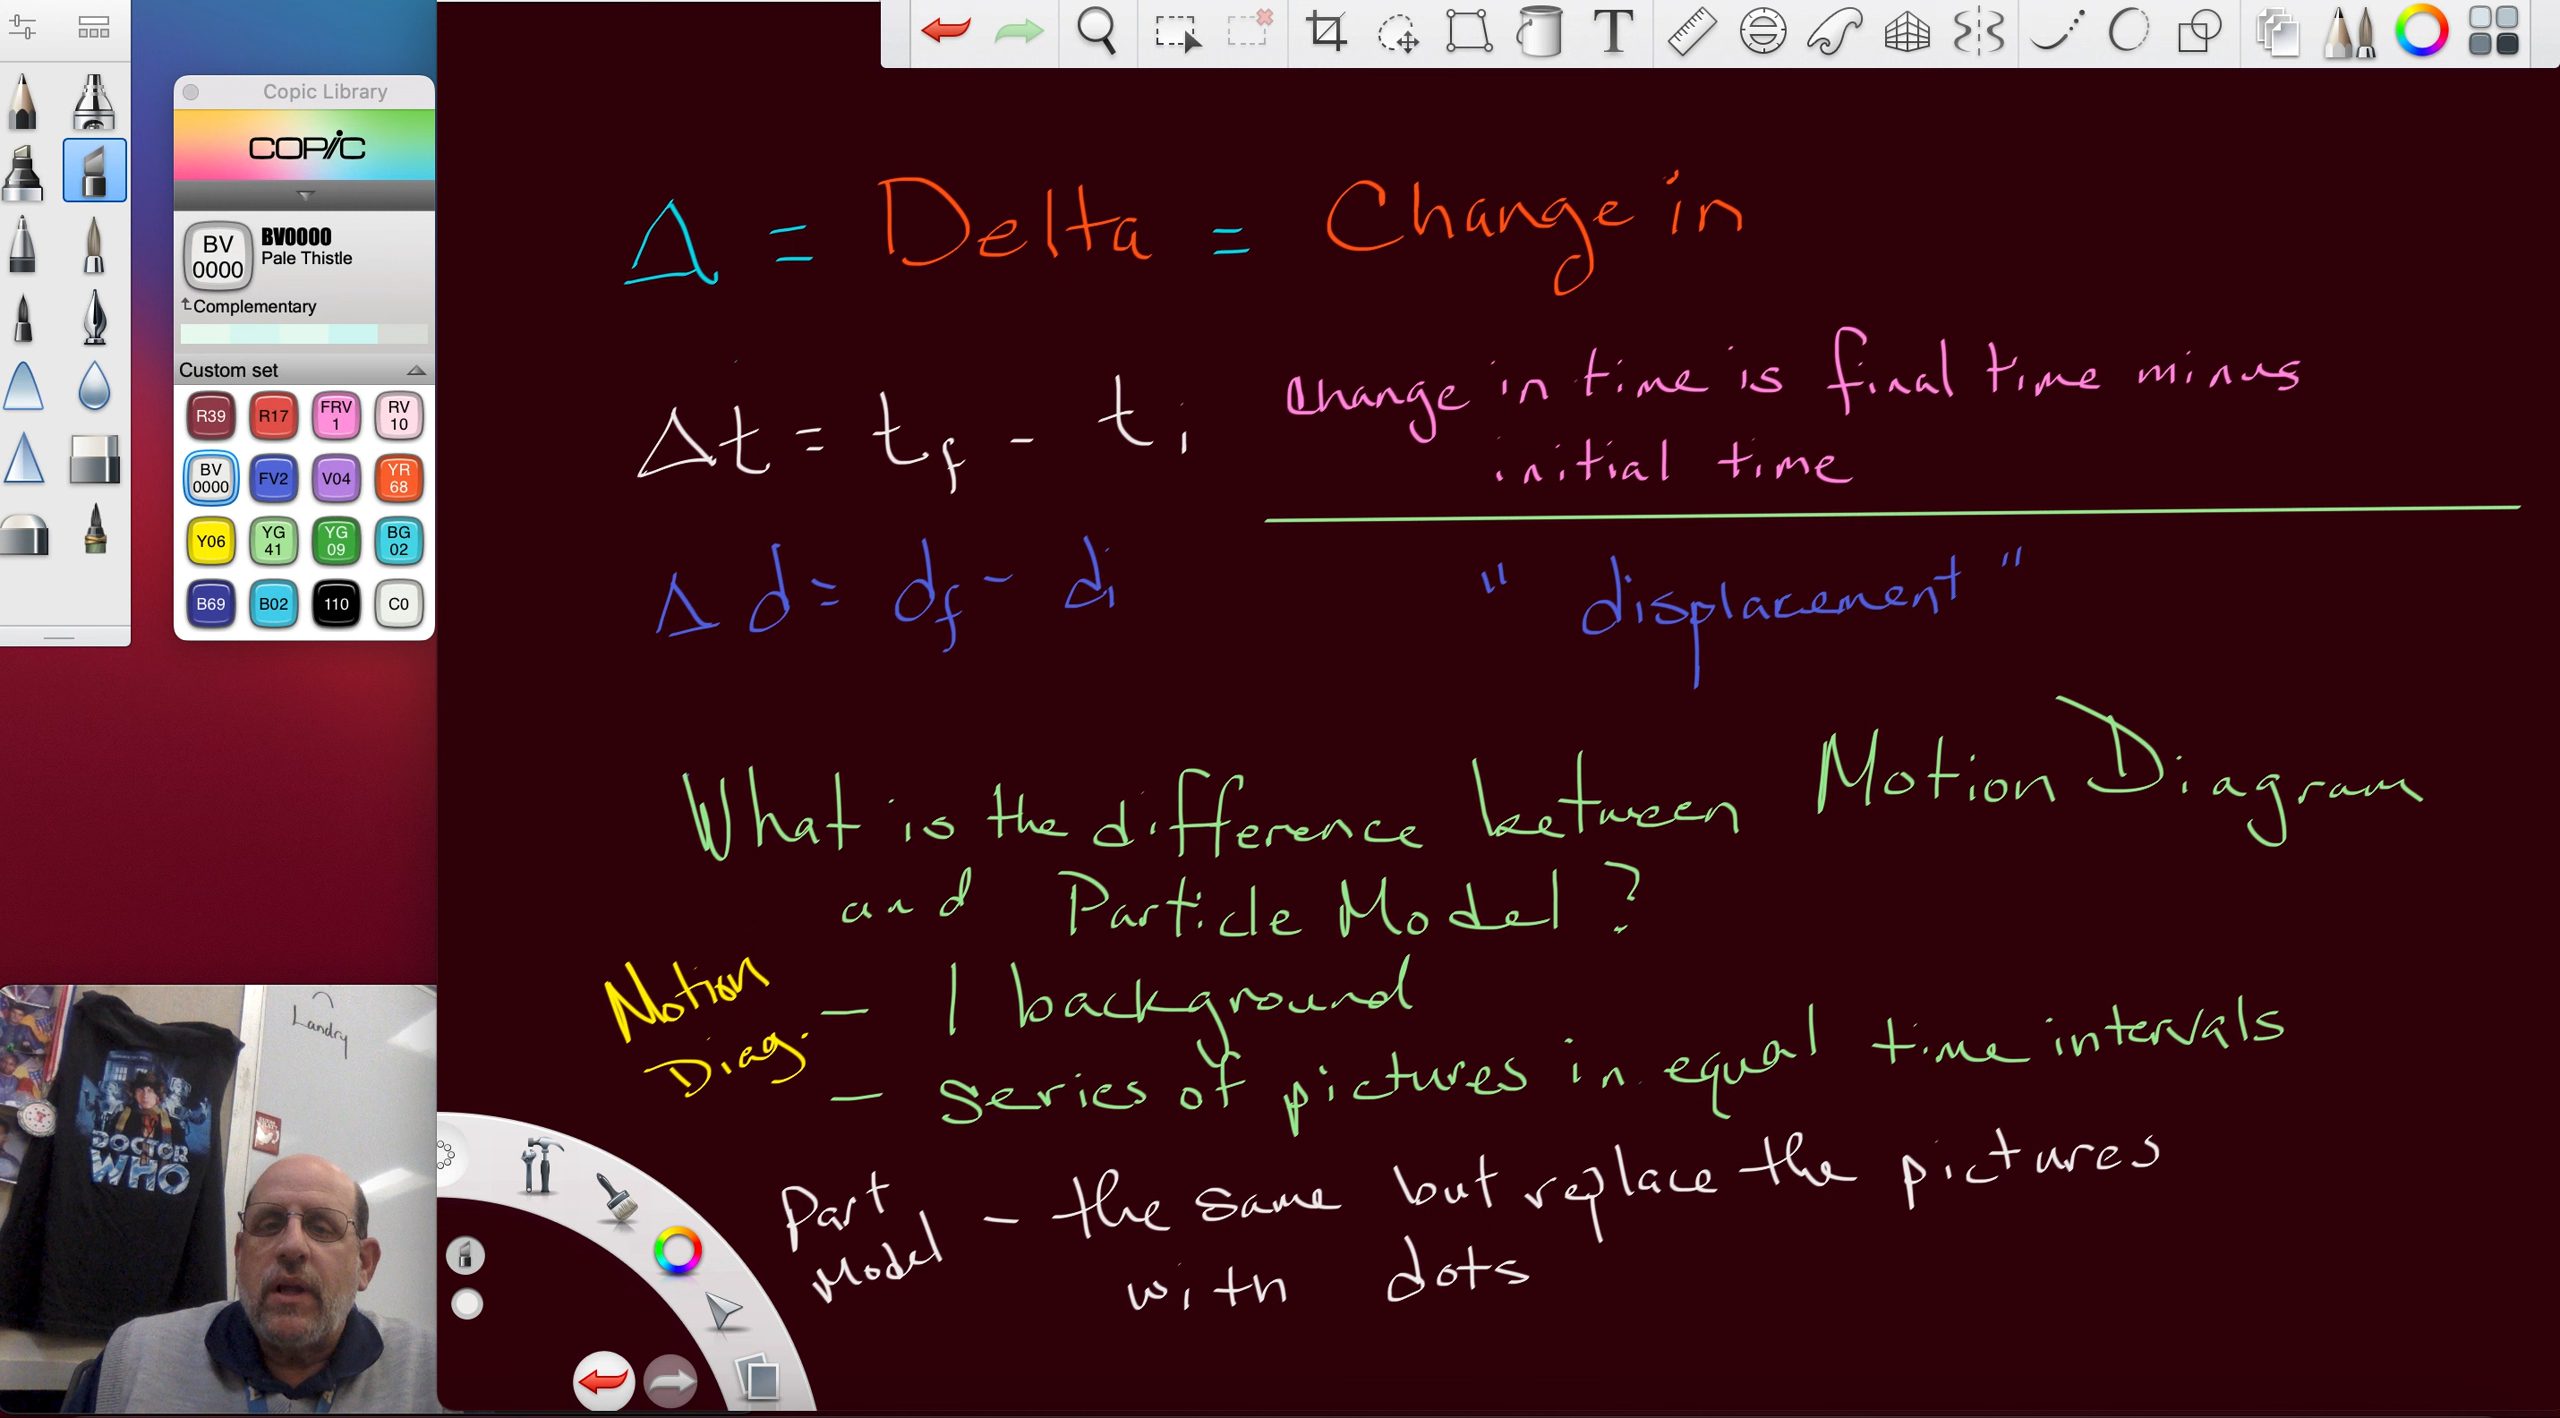 Copic Library
COPIC
BV
0000
BV0000
Pale Thistle
Complementary
Custom set
R39
R17
FRV
1
RV
10
BV
0000
FV2
V04
YR
68
Y06
YG
41
YG
09
BG
02
B69
B02
110
C0
T
Δ = Delta = Change in
Δt = tf - ti
change in time is final time minus
initial time
Δd = df - di
" displacement "
What is the difference between Motion Diagram
and Particle Model ?
Motion
Diag.
- 1 background
- series of pictures in equal time intervals
Part
Model
- the same but replace the pictures
with dots
Landry
DOCTOR
WHO